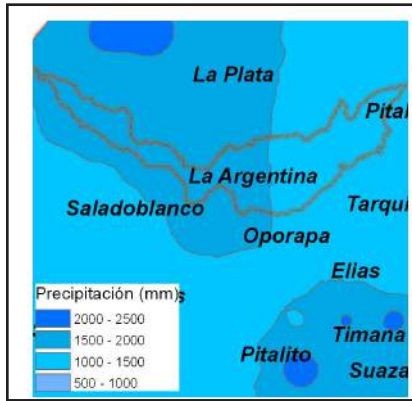 La Plata
Pital
La Argentina
Saladoblanco
Tarqui
Oporapa
Elias
Precipitación (mm)
s
2000 - 2500
1500 - 2000
1000 - 1500
500 - 1000
Timana
Pitalito
Suaza